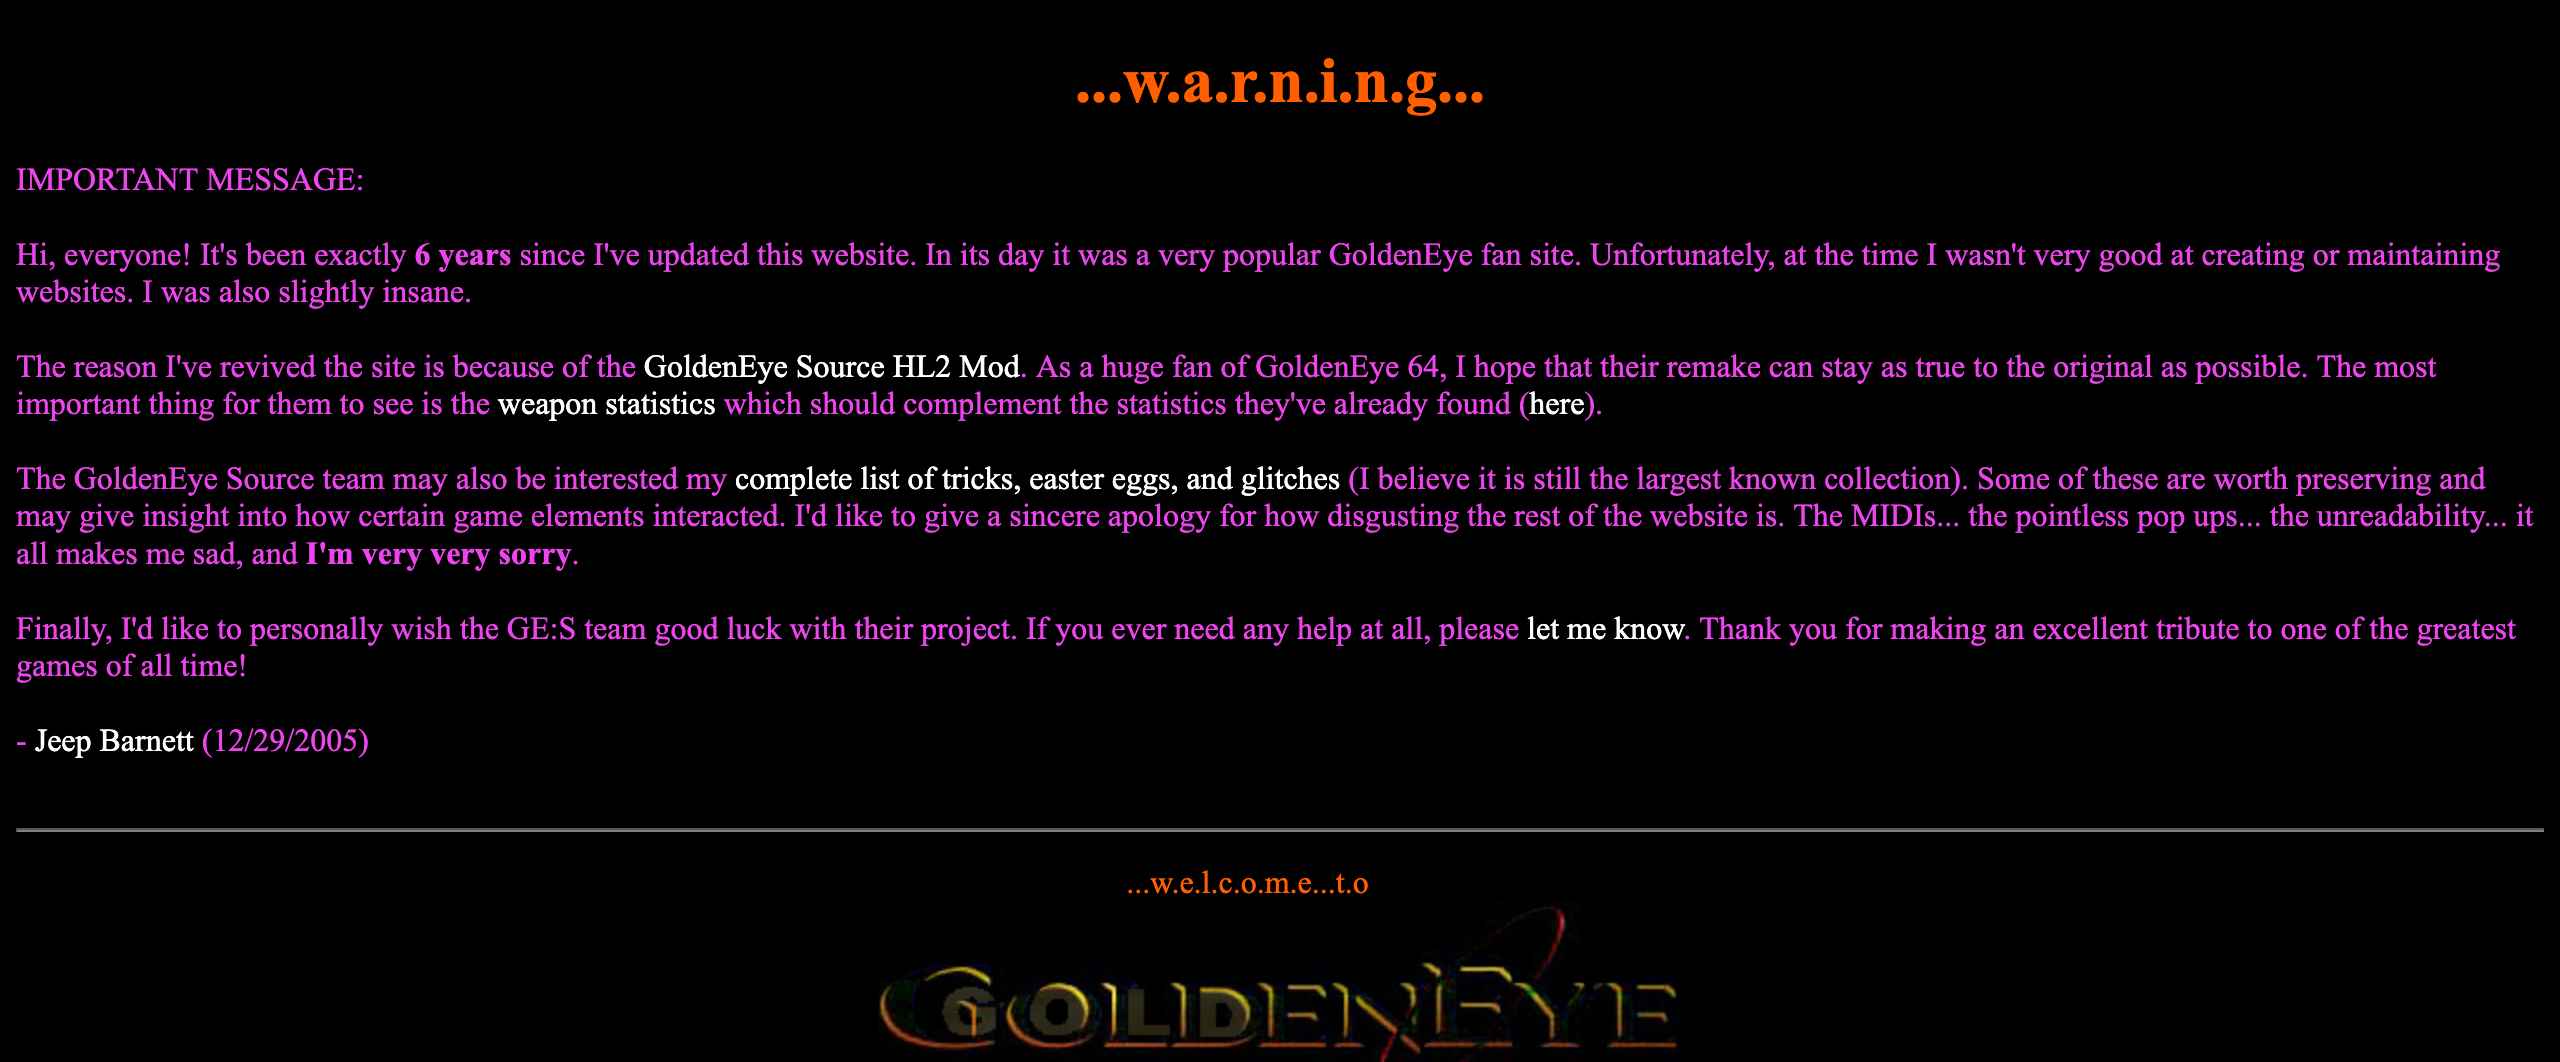 ...w.a.r.n.i.n.g...
IMPORTANT MESSAGE:
Hi, everyone! It's been exactly 6 years since I've updated this website. In its day it was a very popular GoldenEye fan site. Unfortunately, at the time I wasn't very good at creating or maintaining
websites. I was also slightly insane.
The reason I've revived the site is because of the GoldenEye Source HL2 Mod. As a huge fan of GoldenEye 64, I hope that their remake can stay as true to the original as possible. The most
important thing for them to see is the weapon statistics which should complement the statistics they've already found (here).
The GoldenEye Source team may also be interested my complete list of tricks, easter eggs, and glitches (I believe it is still the largest known collection). Some of these are worth preserving and
may give insight into how certain game elements interacted. I'd like to give a sincere apology for how disgusting the rest of the website is. The MIDIs... the pointless pop ups... the unreadability... it
all makes me sad, and I'm very very sorry.
Finally, I'd like to personally wish the GE:S team good luck with their project. If you ever need any help at all, please let me know. Thank you for making an excellent tribute to one of the greatest
games of all time!
- Jeep Barnett (12/29/2005)
...w.e.l.c.o.m.e...t.o
GOLDENEYE